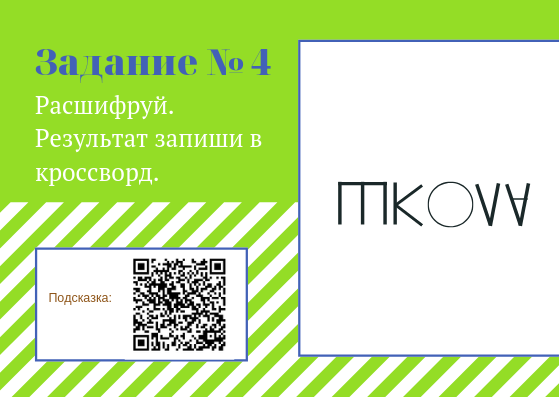 Задание № 4
Расшифруй.
Результат запиши в
кроссворд.
ШКОЛА
Подсказка: